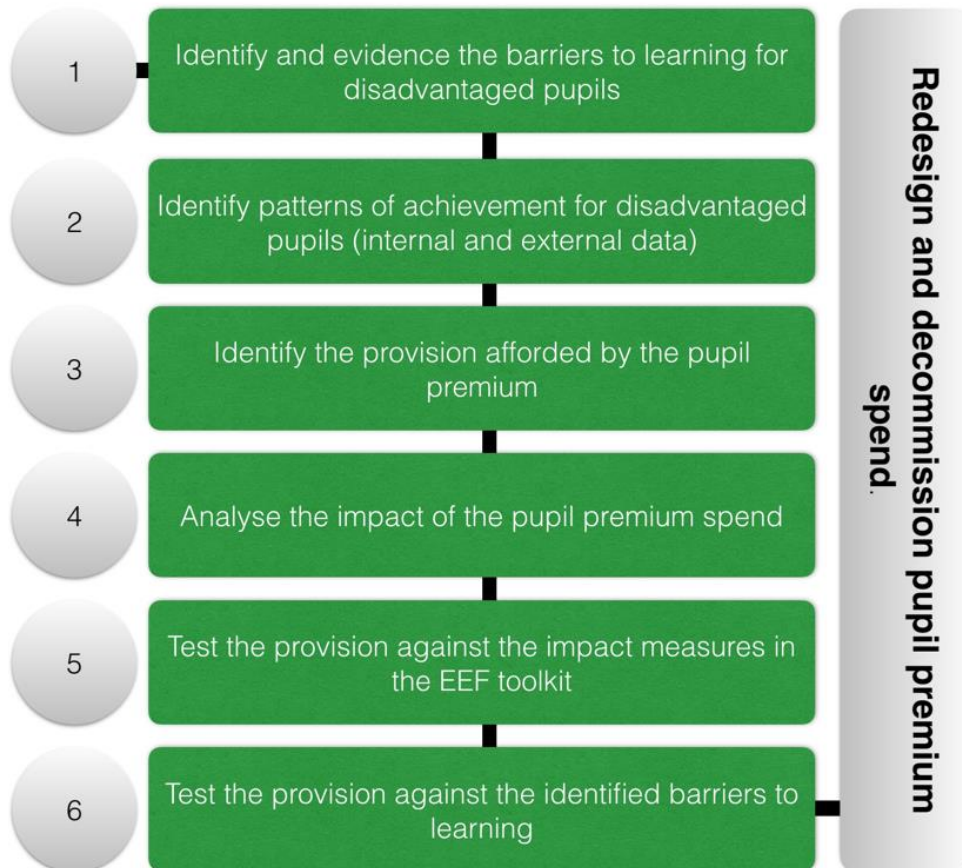 1
Identify and evidence the barriers to learning for
disadvantaged pupils
2
Identify patterns of achievement for disadvantaged
pupils (internal and external data)
3
Identify the provision afforded by the pupil
premium
4
Analyse the impact of the pupil premium spend
5
Test the provision against the impact measures in
the EEF toolkit
6
Test the provision against the identified barriers to
learning
Redesign and decommission pupil premium
spend.